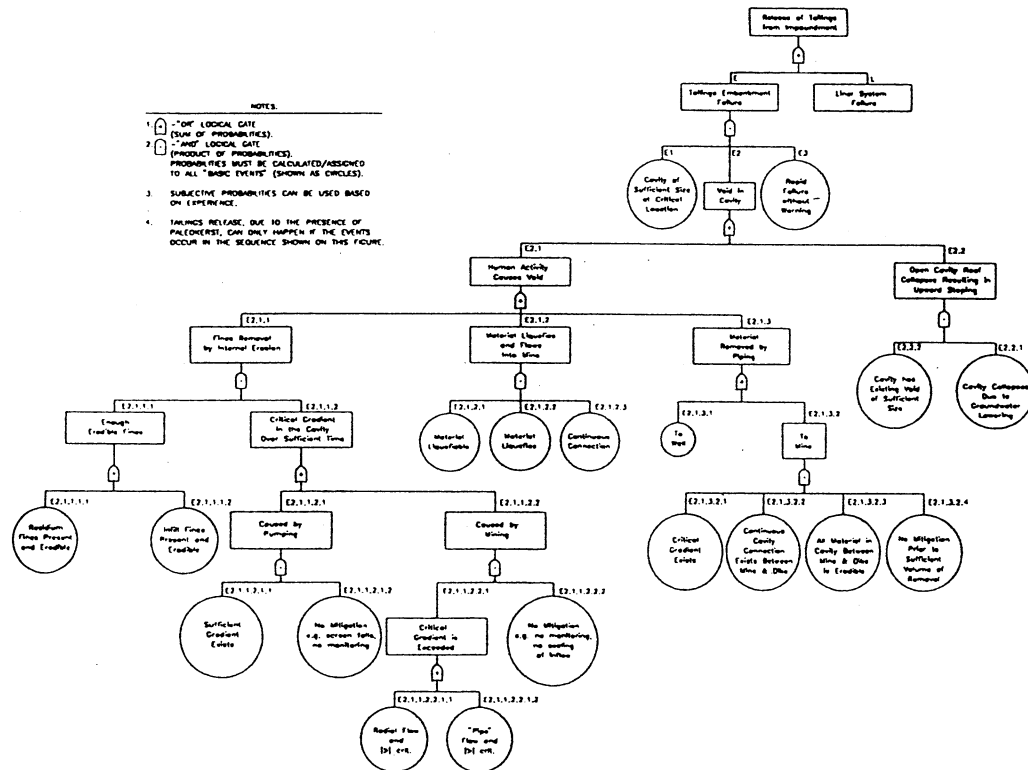 Release of Tailings
from Impoundment
E
L
Tailings Embankment
Failure
Liner System
Failure
NOTES.
1. + -"OR" LOGICAL GATE
(SUM OF PROBABILITIES).
2. · -"AND" LOGICAL GATE
(PRODUCT OF PROBABILITIES).
PROBABILITIES MUST BE CALCULATED/ASSIGNED
TO ALL "BASIC EVENTS" (SHOWN AS CIRCLES).
3. SUBJECTIVE PROBABILITIES CAN BE USED BASED
ON EXPERIENCE.
4. TAILINGS RELEASE, DUE TO THE PRESENCE OF
PALEOKERST, CAN ONLY HAPPEN IF THE EVENTS
OCCUR IN THE SEQUENCE SHOWN ON THIS FIGURE.
E1
E2
E3
Cavity of
Sufficient Size
at Critical
Location
Void in
Cavity
Rapid
Failure
without
Warning
E2,1
E2,2
Human Activity
Causes Void
Open Cavity Roof
Collapse Resulting in
Upward Stoping
E2,1,1
E2,1,2
E2,1,3
Fines Removal
by Internal Erosion
Material Liquefies
and Flows
Into Mine
Material
Removed by
Piping
E2,2,2
E2,2,1
Cavity has
Existing Void
of Sufficient
Size
Cavity Collapses
Due to
Groundwater
Lowering
E2,1,1,1
E2,1,1,2
Enough
Erodible Fines
Critical Gradient
In the Cavity
Over Sufficient Time
E2,1,2,1
E2,1,2,2
E2,1,2,3
Material
Liquefiable
Material
Liquefies
Continuous
Connection
E2,1,3,1
E2,1,3,2
To
Well
To
Mine
E2,1,1,1,1
E2,1,1,1,2
Residium
Fines Present
and Erodible
Infill Fines
Present and
Erodible
E2,1,1,2,1
E2,1,1,2,2
Caused by
Pumping
Caused by
Mining
E2,1,3,2,1
E2,1,3,2,2
E2,1,3,2,3
E2,1,3,2,4
Critical
Gradient
Exists
Continuous
Cavity
Connection
Exists Between
Mine & Dike
All Material in
Cavity Between
Mine & Dike
is Erodible
No Mitigation
Prior to
Sufficient
Volume of
Removal
E2,1,1,2,1,1
E2,1,1,2,1,2
Sufficient
Gradient
Exists
No Mitigation
e.g. screen fails,
no monitoring
E2,1,1,2,2,1
E2,1,1,2,2,2
Critical
Gradient is
Exceeded
No Mitigation
e.g. no monitoring,
no sealing
of Inflow
E2,1,1,2,2,1,1
E2,1,1,2,2,1,2
Radial Flow
and
crit.
"Pipe"
Flow and
crit.